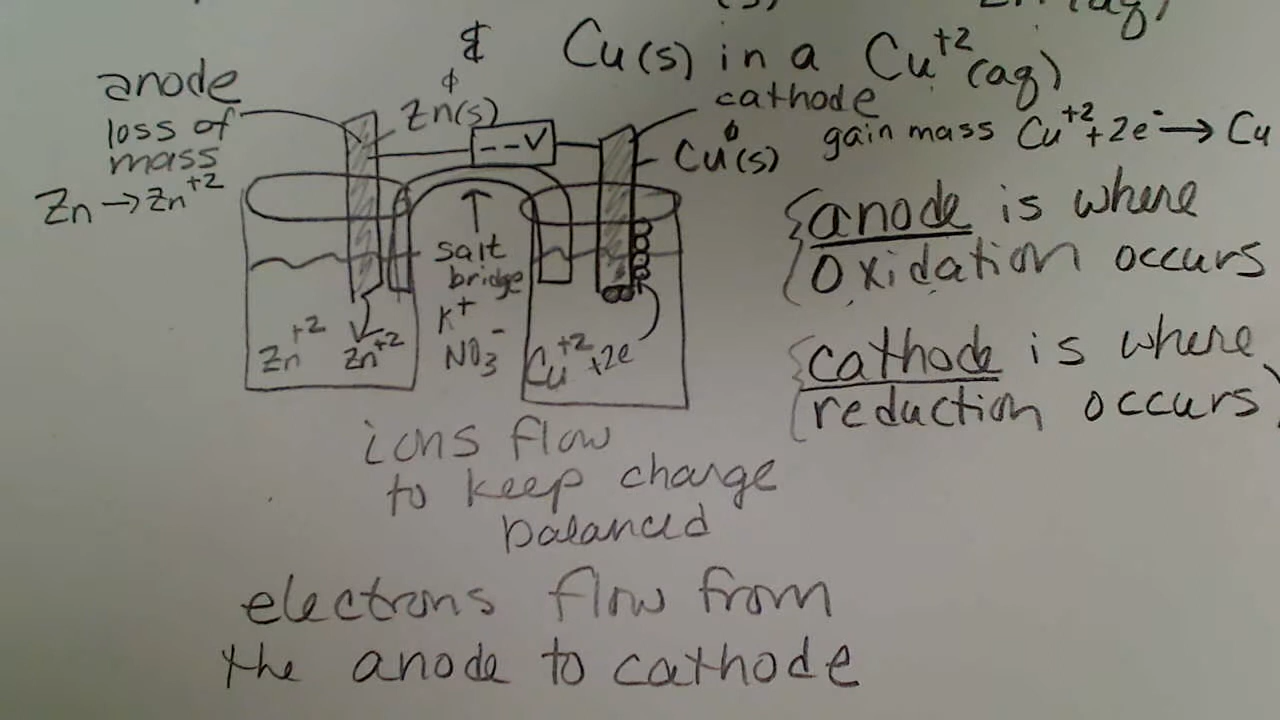 (s)
Zn (aq)
& Cu(s) in a Cu+2 (aq)
anode
loss of
mass
Zn → Zn+2
Zn(s)
--V
cathode
Cu(s)
gain mass Cu+2 + 2e- → Cu
anode is where
oxidation occurs
cathode is where
reduction occurs
salt
bridge
K+
NO3-
Zn+2
Zn+2
Cu+2 + 2e-
ions flow
to keep charge
balanced
electrons flow from
the anode to cathode